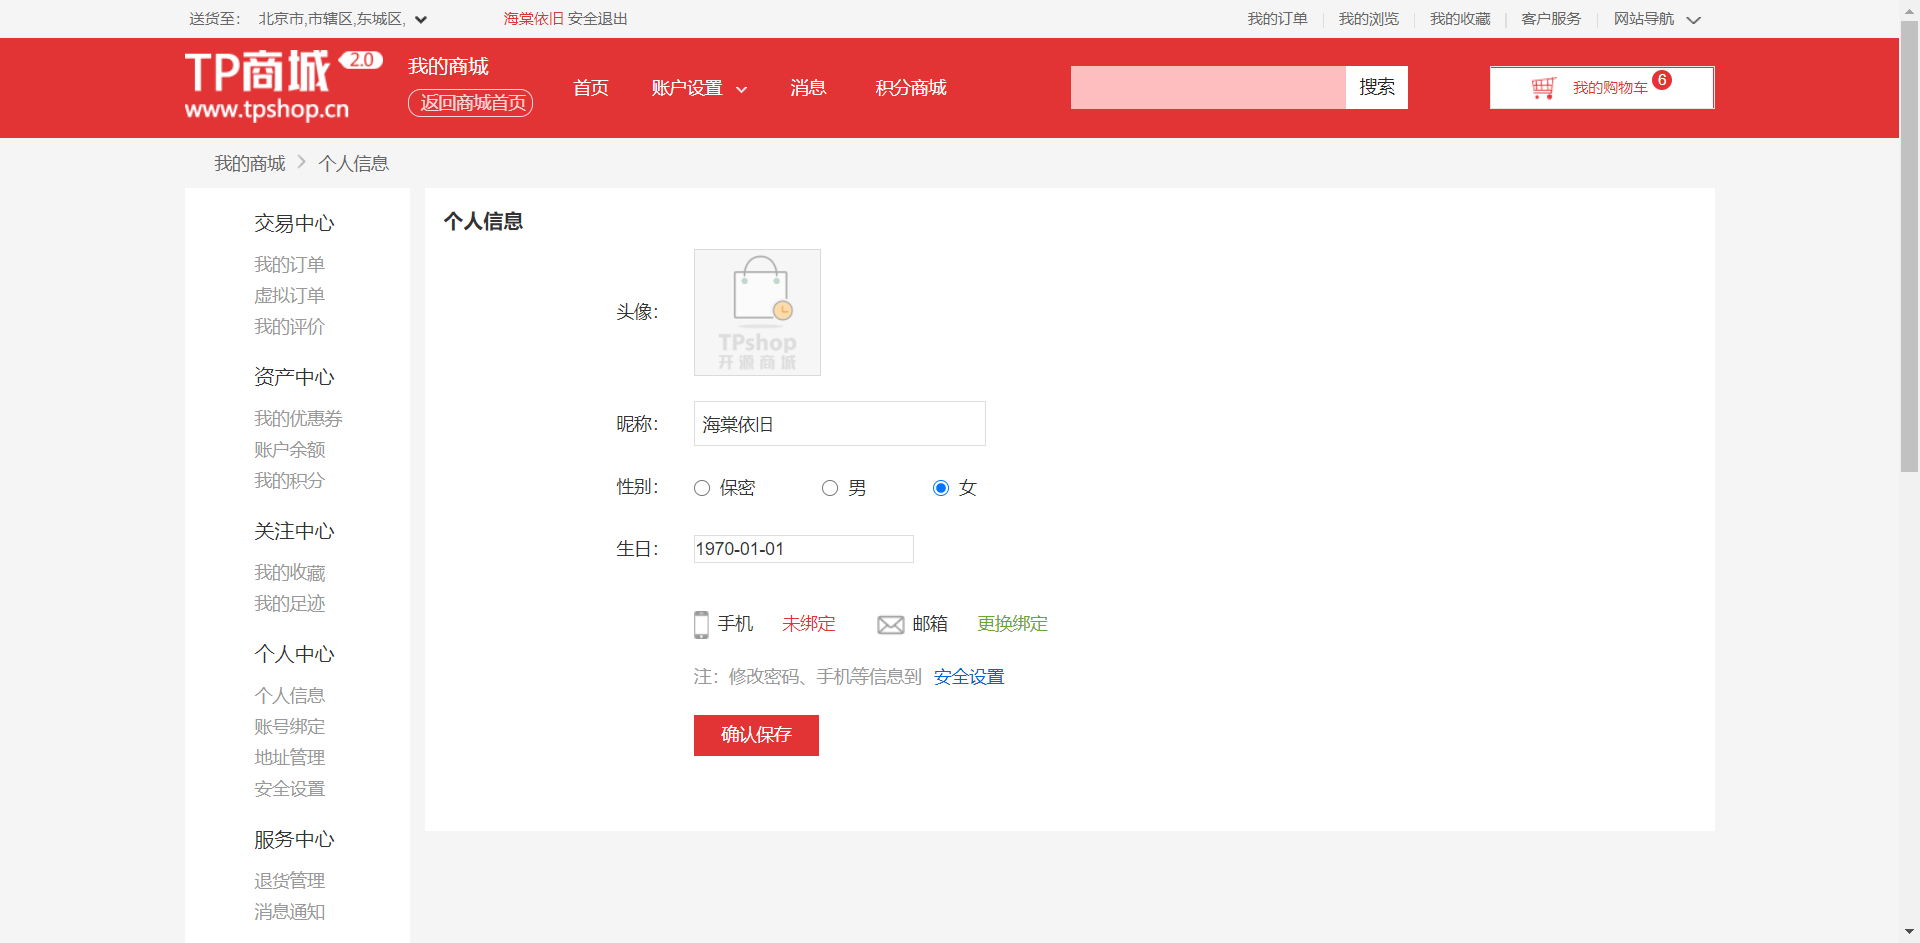 送货至： 北京市,市辖区,东城区, 海棠依旧 安全退出 我的订单 我的浏览 我的收藏 客户服务 网站导航
TP商城 2.0
www.tpshop.cn
我的商城
返回商城首页
首页 账户设置 消息 积分商城 搜索 我的购物车 6
我的商城 个人信息
交易中心
我的订单
虚拟订单
我的评价
资产中心
我的优惠券
账户余额
我的积分
关注中心
我的收藏
我的足迹
个人中心
个人信息
账号绑定
地址管理
安全设置
服务中心
退货管理
消息通知
个人信息
头像：
TPshop
开源商城
昵称： 海棠依旧
性别： 保密 男 女
生日： 1970-01-01
手机 未绑定 邮箱 更换绑定
注：修改密码、手机等信息到 安全设置
确认保存